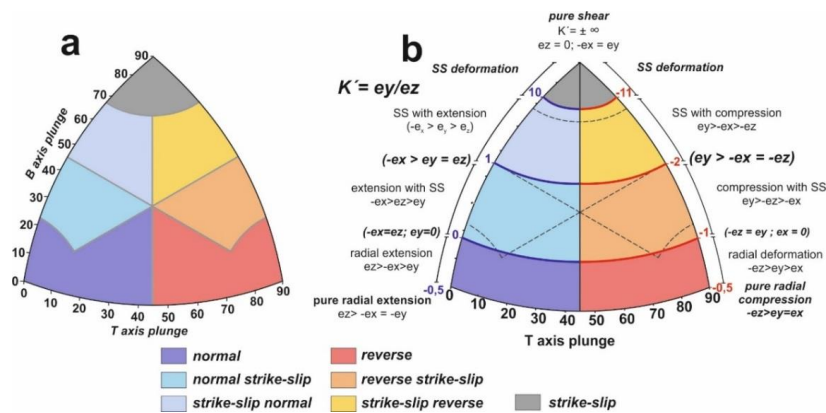 a
90
80
70
60
50
40
30
20
10
0
B axis plunge
0
10
20
30
40
50
60
70
80
90
T axis plunge
b
pure shear
K´= ± ∞
ez = 0; -ex = ey
SS deformation
SS deformation
K´= ey/ez
10
-11
SS with extension
(-ex > ey > ez)
SS with compression
ey>-ex>-ez
(-ex > ey = ez)
1
-2
(ey > -ex = -ez)
extension with SS
-ex>ez>ey
compression with SS
ey>-ez>-ex
(-ex=ez; ey=0)
0
-1
(-ez = ey ; ex = 0)
radial extension
ez>-ex>ey
radial deformation
-ez>ey>ex
pure radial extension
ez> -ex = -ey
-0,5
-0,5
pure radial
compression
-ez>ey=ex
0
10
20
30
40
50
60
70
80
90
T axis plunge
normal
reverse
normal strike-slip
reverse strike-slip
strike-slip normal
strike-slip reverse
strike-slip